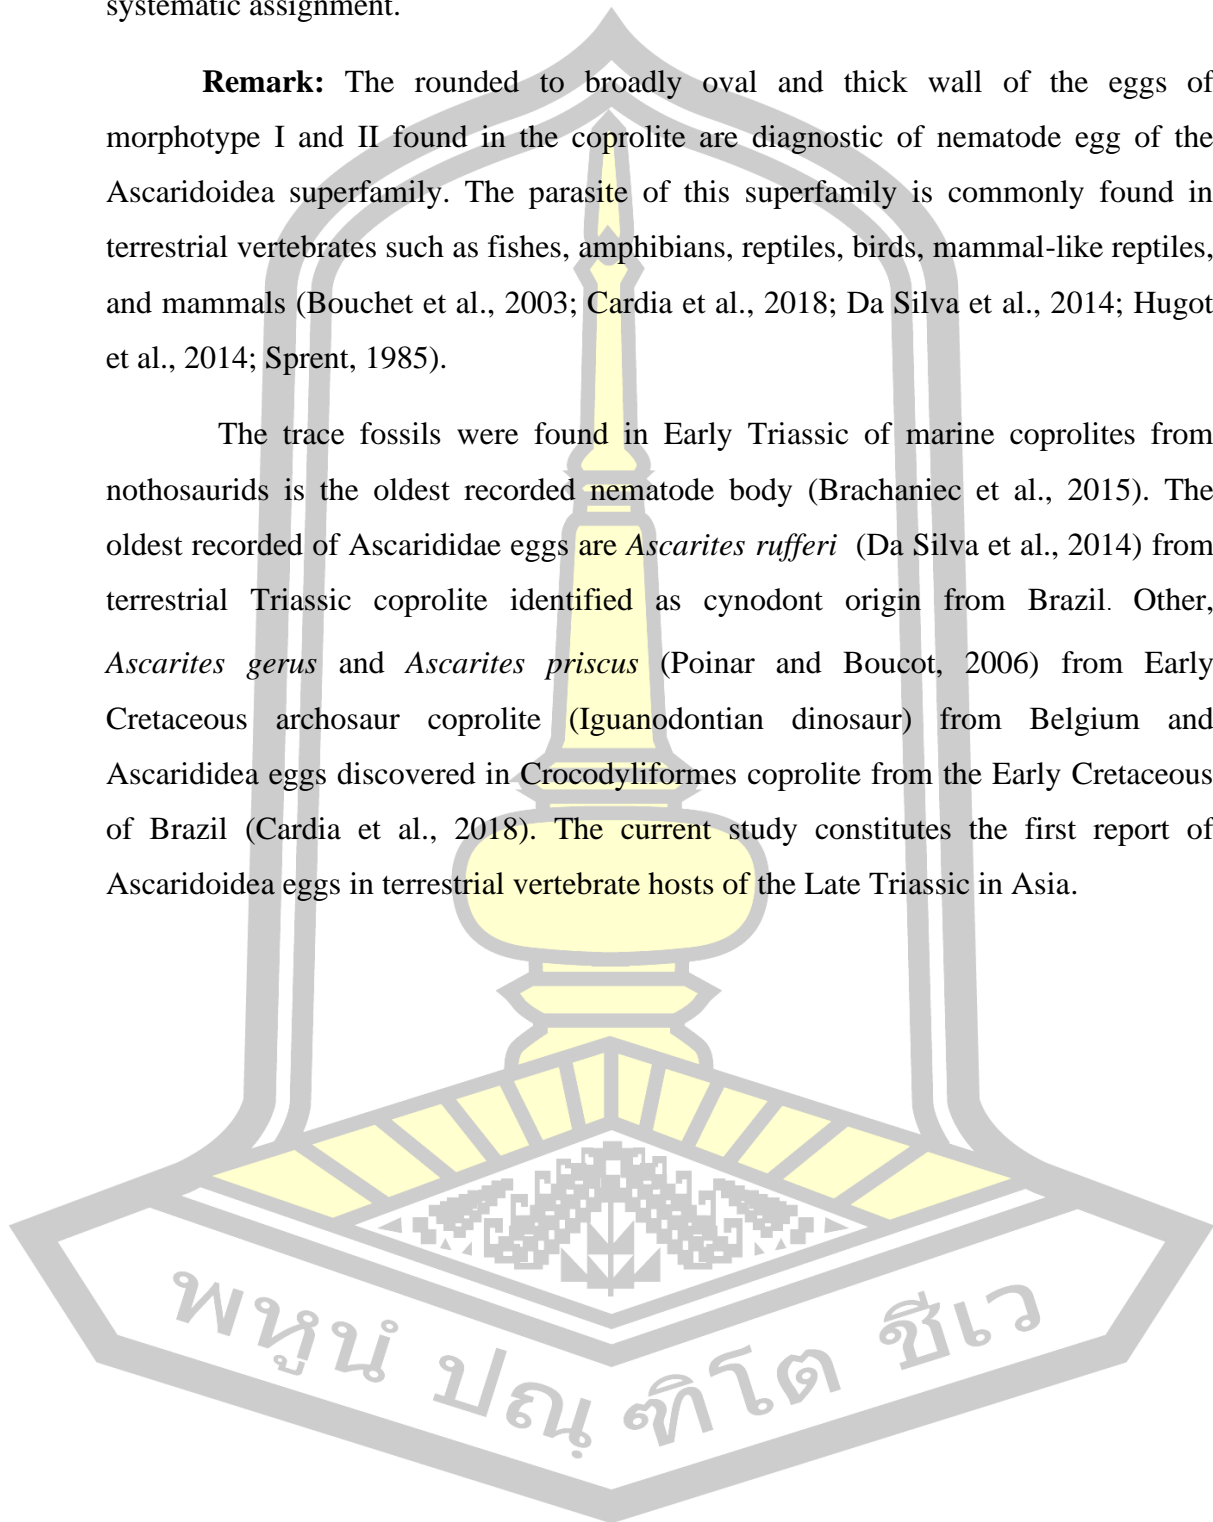 systematic assignment.
Remark: The rounded to broadly oval and thick wall of the eggs of
morphotype I and II found in the coprolite are diagnostic of nematode egg of the
Ascaridoidea superfamily. The parasite of this superfamily is commonly found in
terrestrial vertebrates such as fishes, amphibians, reptiles, birds, mammal-like reptiles,
and mammals (Bouchet et al., 2003; Cardia et al., 2018; Da Silva et al., 2014; Hugot
et al., 2014; Sprent, 1985).
The trace fossils were found in Early Triassic of marine coprolites from
nothosaurids is the oldest recorded nematode body (Brachaniec et al., 2015). The
oldest recorded of Ascarididae eggs are Ascarites rufferi (Da Silva et al., 2014) from
terrestrial Triassic coprolite identified as cynodont origin from Brazil. Other,
Ascarites gerus and Ascarites priscus (Poinar and Boucot, 2006) from Early
Cretaceous archosaur coprolite (Iguanodontian dinosaur) from Belgium and
Ascarididea eggs discovered in Crocodyliformes coprolite from the Early Cretaceous
of Brazil (Cardia et al., 2018). The current study constitutes the first report of
Ascaridoidea eggs in terrestrial vertebrate hosts of the Late Triassic in Asia.
พหูนํ ปณฺฑิโต ชีเว